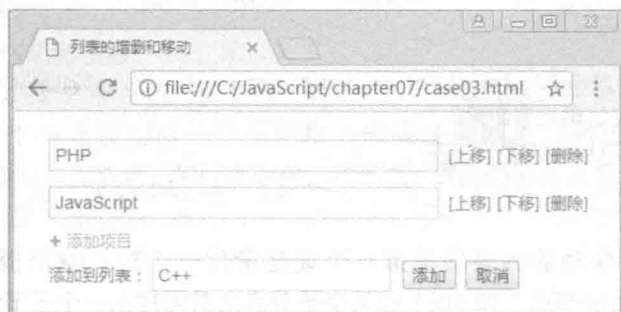 列表的增删和移动
file:///C:/JavaScript/chapter07/case03.html
PHP [上移] [下移] [删除]
JavaScript [上移] [下移] [删除]
+ 添加项目
添加到列表： C++ 添加 取消